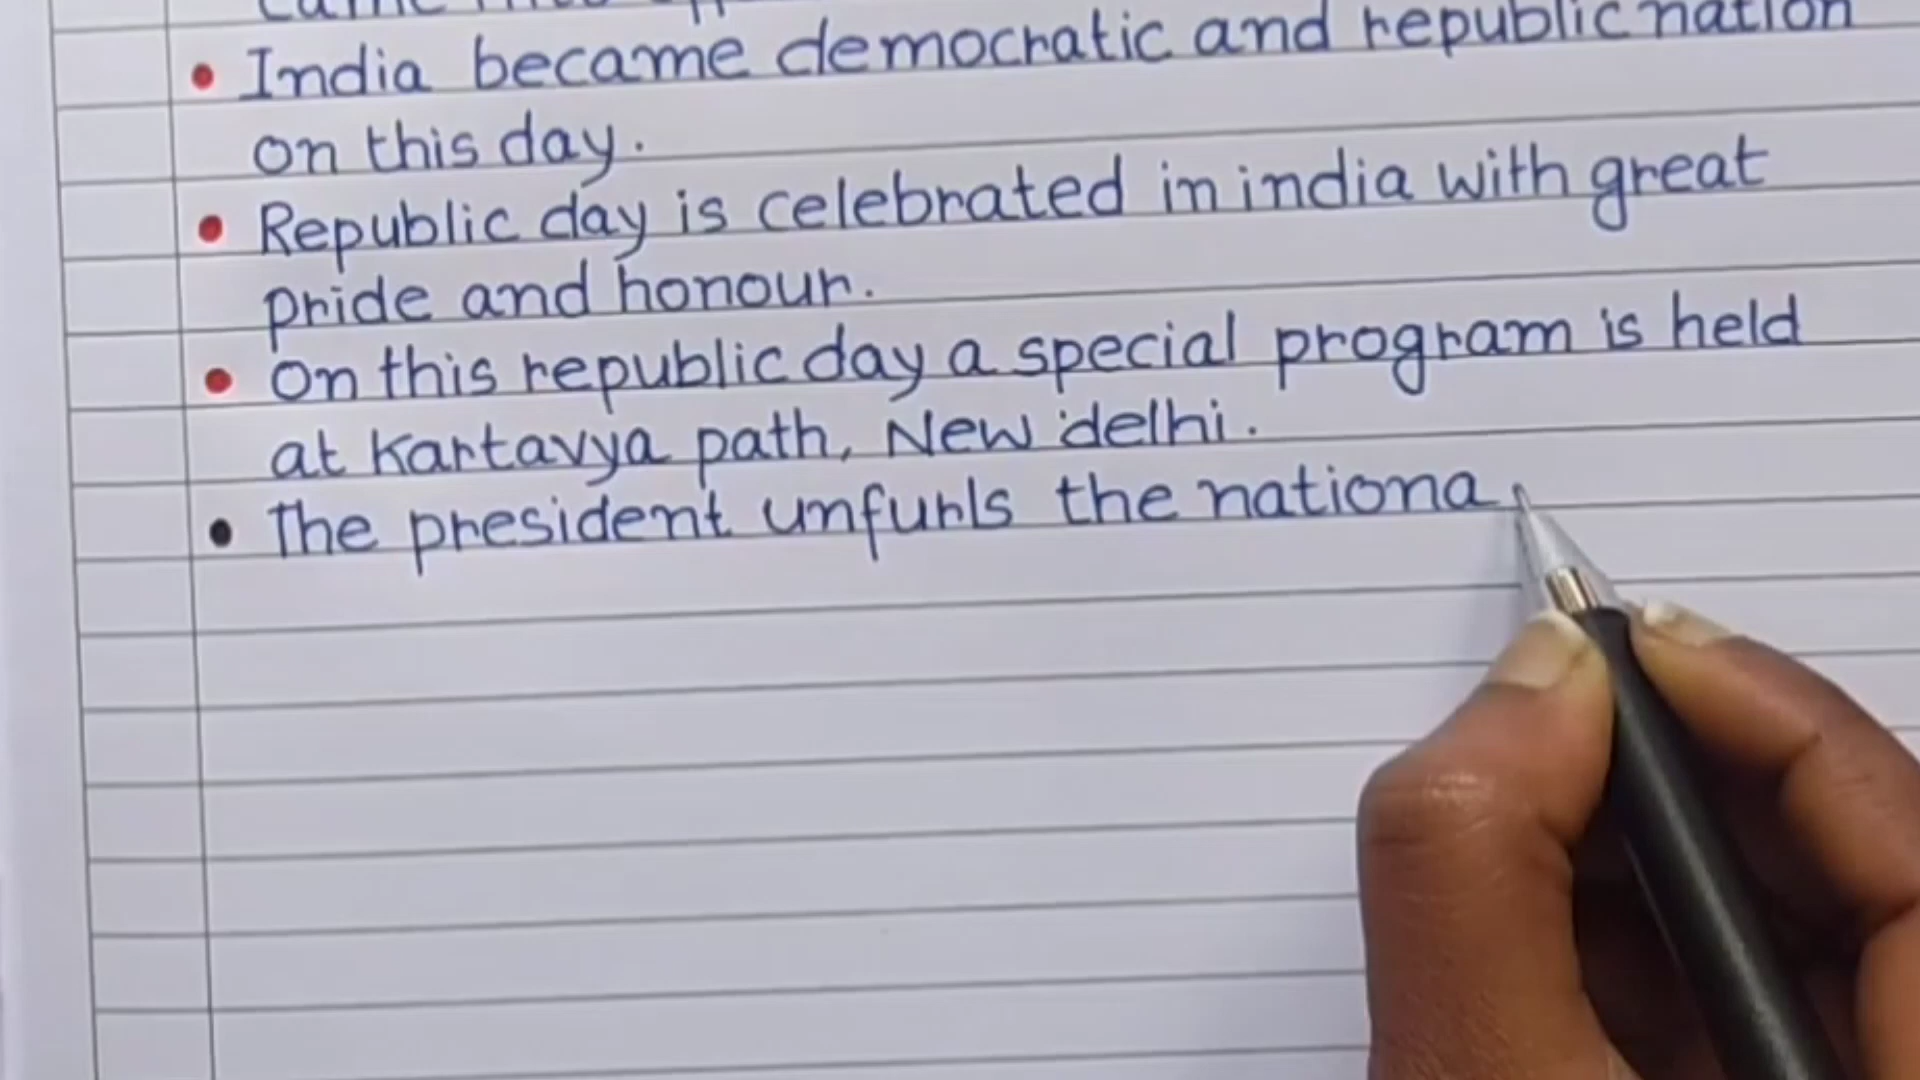 • India became democratic and republic nation
on this day.
• Republic day is celebrated in india with great
pride and honour.
• On this republic day a special program is held
at Kartavya path, New delhi.
• The president unfurls the nationa